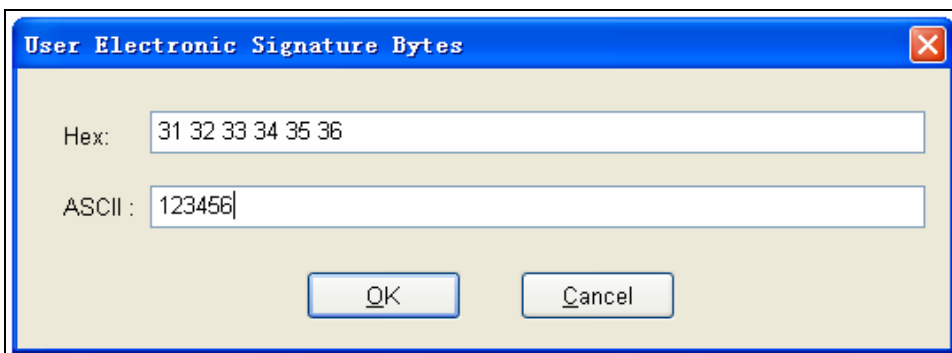 User Electronic Signature Bytes
Hex: 31 32 33 34 35 36
ASCII : 123456
OK Cancel